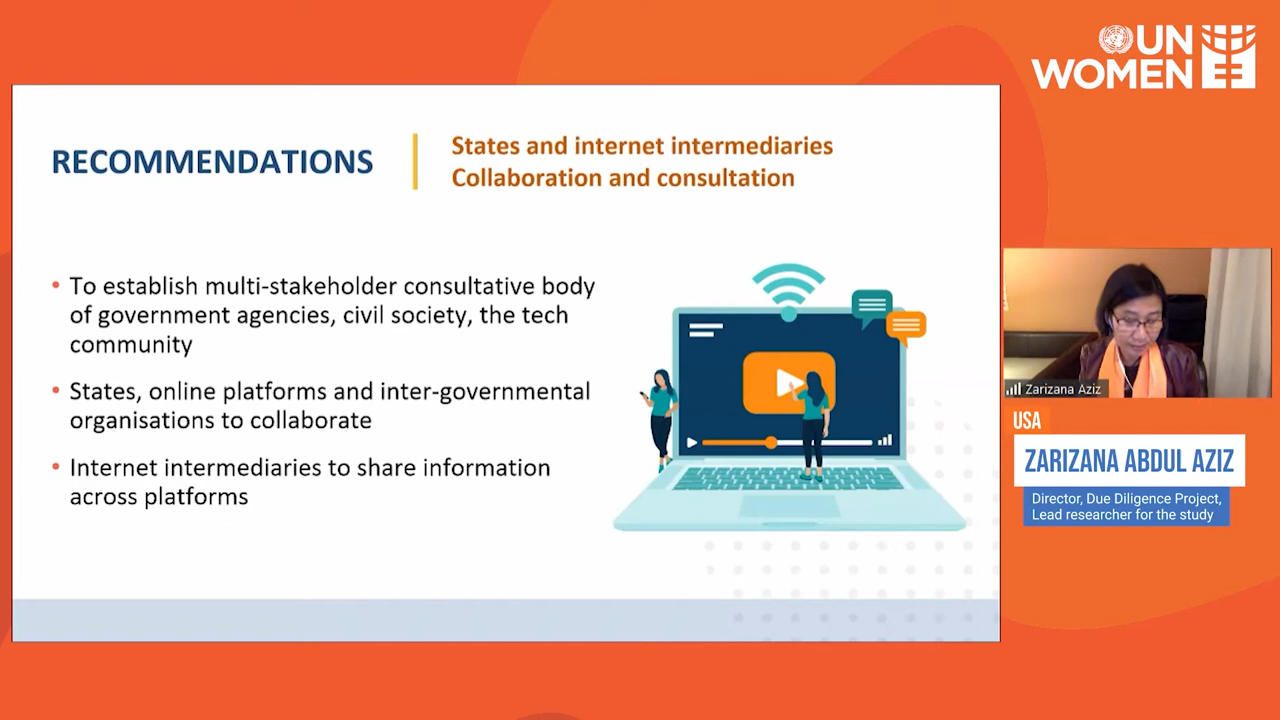 UN
WOMEN
RECOMMENDATIONS
States and internet intermediaries
Collaboration and consultation
• To establish multi-stakeholder consultative body
of government agencies, civil society, the tech
community
• States, online platforms and inter-governmental
organisations to collaborate
• Internet intermediaries to share information
across platforms
Zarizana Aziz
USA
ZARIZANA ABDUL AZIZ
Director, Due Diligence Project,
Lead researcher for the study